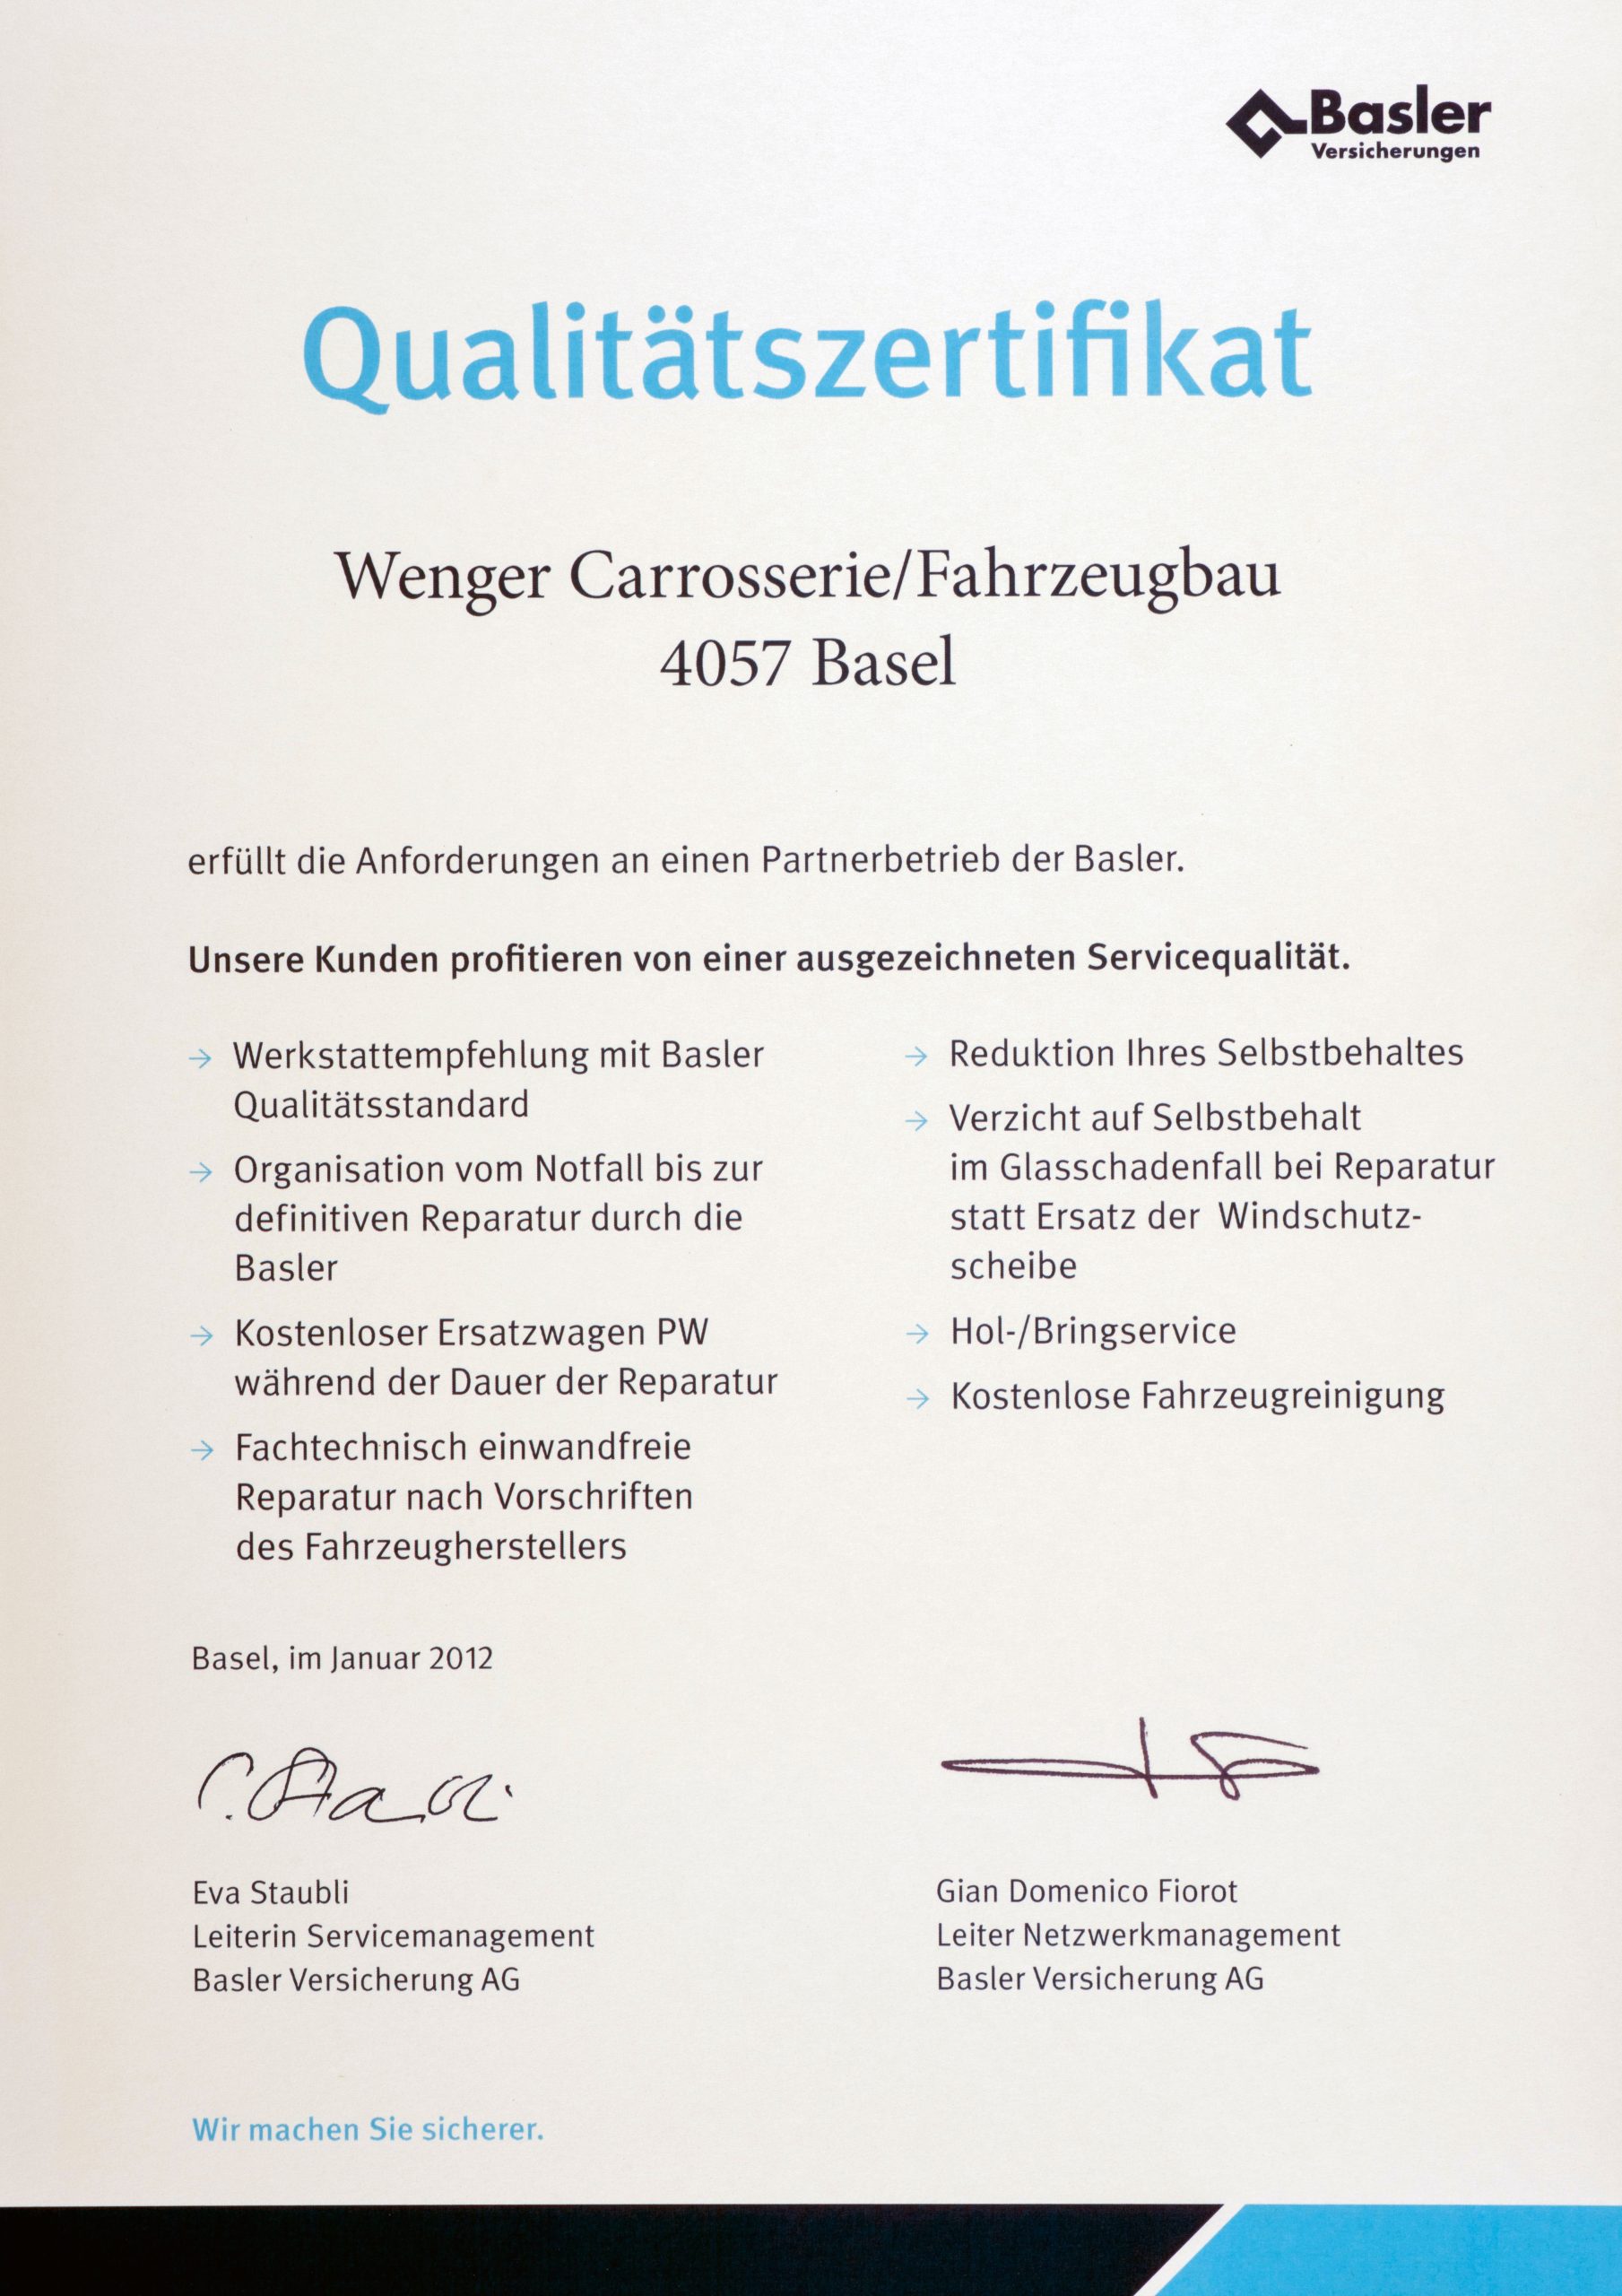 Basler
Versicherungen
Qualitätszertifikat
Wenger Carrosserie/Fahrzeugbau
4057 Basel
erfüllt die Anforderungen an einen Partnerbetrieb der Basler.
Unsere Kunden profitieren von einer ausgezeichneten Servicequalität.
→ Werkstattempfehlung mit Basler
Qualitätsstandard
→ Organisation vom Notfall bis zur
definitiven Reparatur durch die
Basler
→ Kostenloser Ersatzwagen PW
während der Dauer der Reparatur
→ Fachtechnisch einwandfreie
Reparatur nach Vorschriften
des Fahrzeugherstellers
→ Reduktion Ihres Selbstbehaltes
→ Verzicht auf Selbstbehalt
im Glasschadenfall bei Reparatur
statt Ersatz der Windschutz-
scheibe
→ Hol-/Bringservice
→ Kostenlose Fahrzeugreinigung
Basel, im Januar 2012
Eva Staubli
Leiterin Servicemanagement
Basler Versicherung AG
Gian Domenico Fiorot
Leiter Netzwerkmanagement
Basler Versicherung AG
Wir machen Sie sicherer.